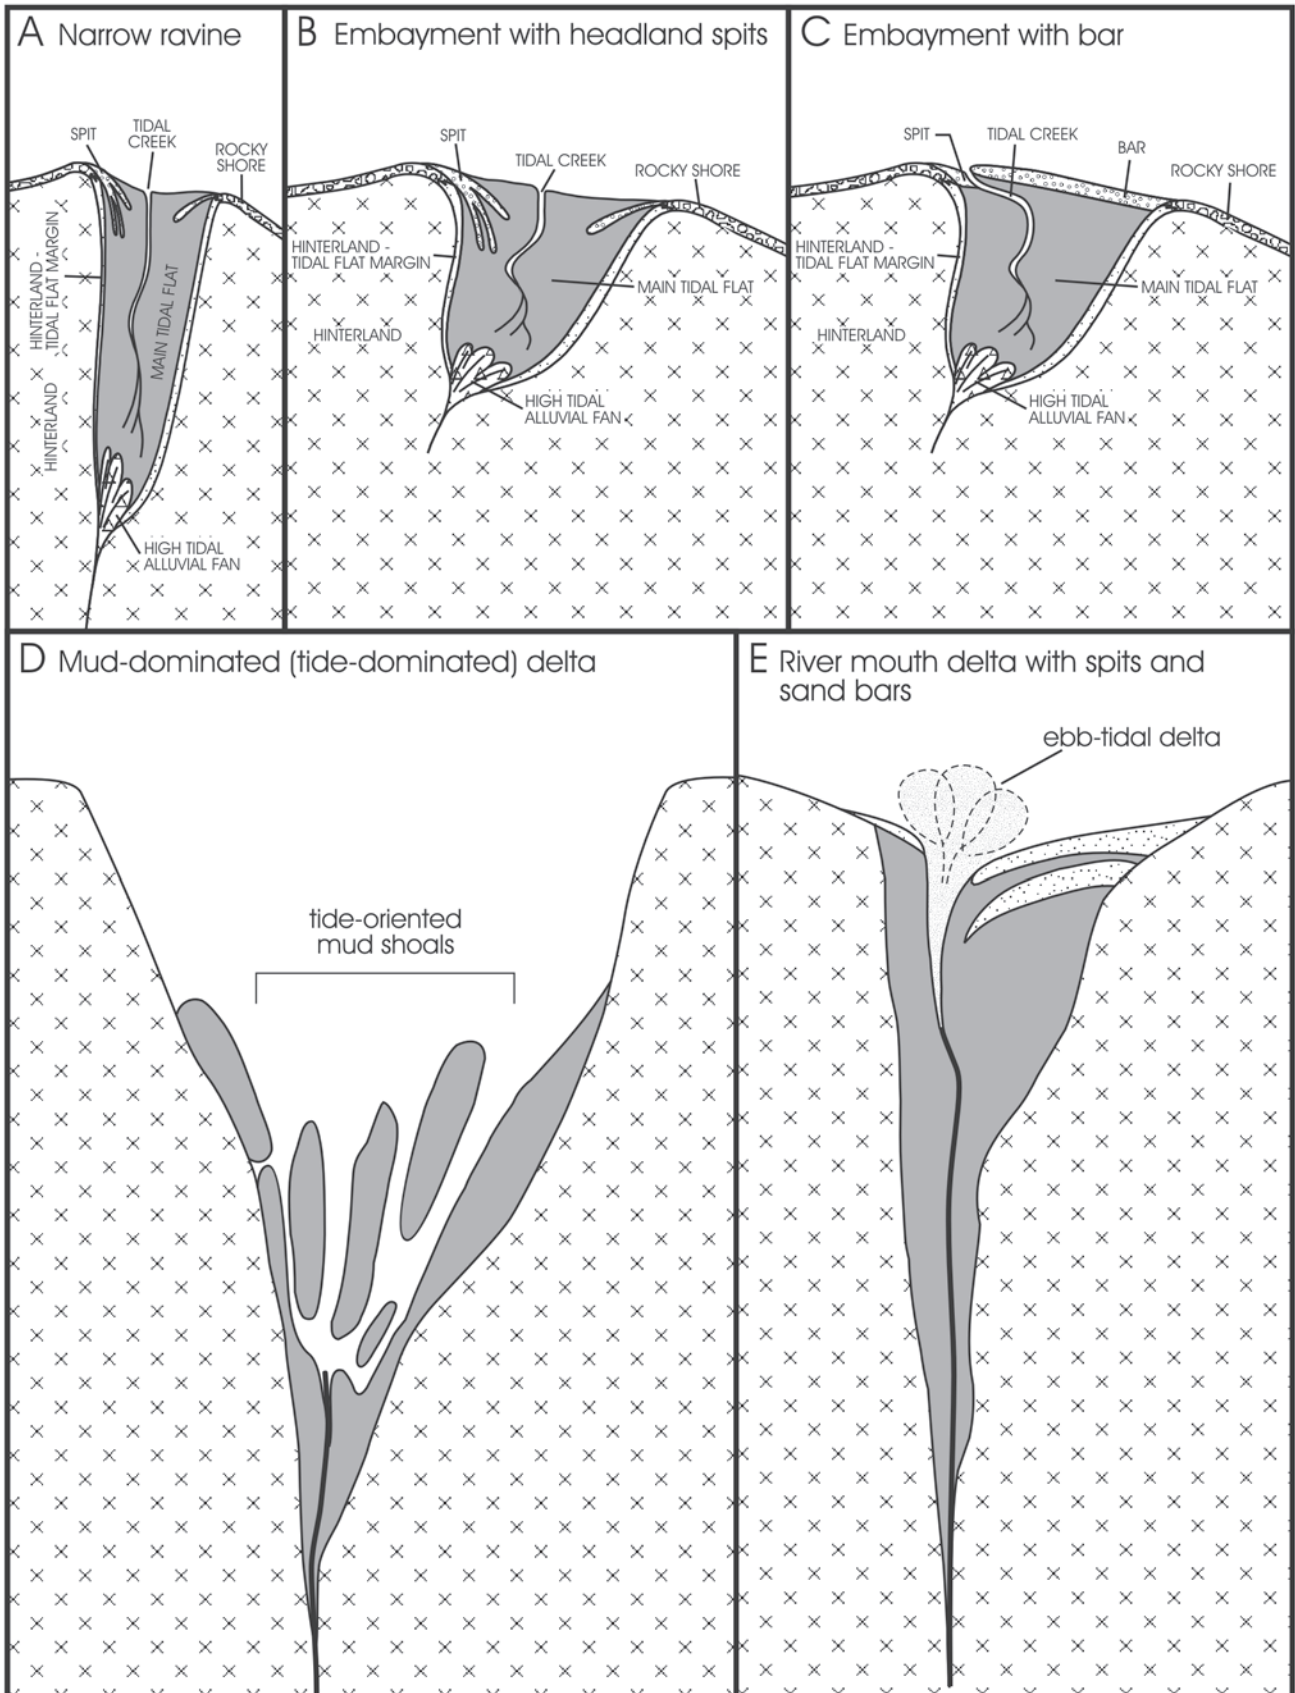 A Narrow ravine
SPIT
TIDAL
CREEK
ROCKY
SHORE
HINTERLAND -
TIDAL FLAT MARGIN
MAIN TIDAL FLAT
HINTERLAND
HIGH TIDAL
ALLUVIAL FAN
B Embayment with headland spits
SPIT
TIDAL CREEK
ROCKY SHORE
HINTERLAND -
TIDAL FLAT MARGIN
MAIN TIDAL FLAT
HINTERLAND
HIGH TIDAL
ALLUVIAL FAN
C Embayment with bar
SPIT
TIDAL CREEK
BAR
ROCKY SHORE
HINTERLAND -
TIDAL FLAT MARGIN
MAIN TIDAL FLAT
HINTERLAND
HIGH TIDAL
ALLUVIAL FAN
D Mud-dominated (tide-dominated) delta
tide-oriented
mud shoals
E River mouth delta with spits and
sand bars
ebb-tidal delta